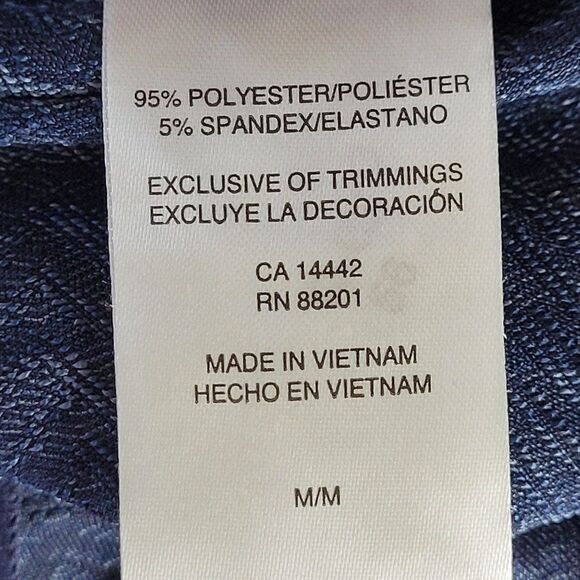 95% POLYESTER/POLIÉSTER
5% SPANDEX/ELASTANO
EXCLUSIVE OF TRIMMINGS
EXCLUYE LA DECORACIÓN
CA 14442
RN 88201
MADE IN VIETNAM
HECHO EN VIETNAM
M/M